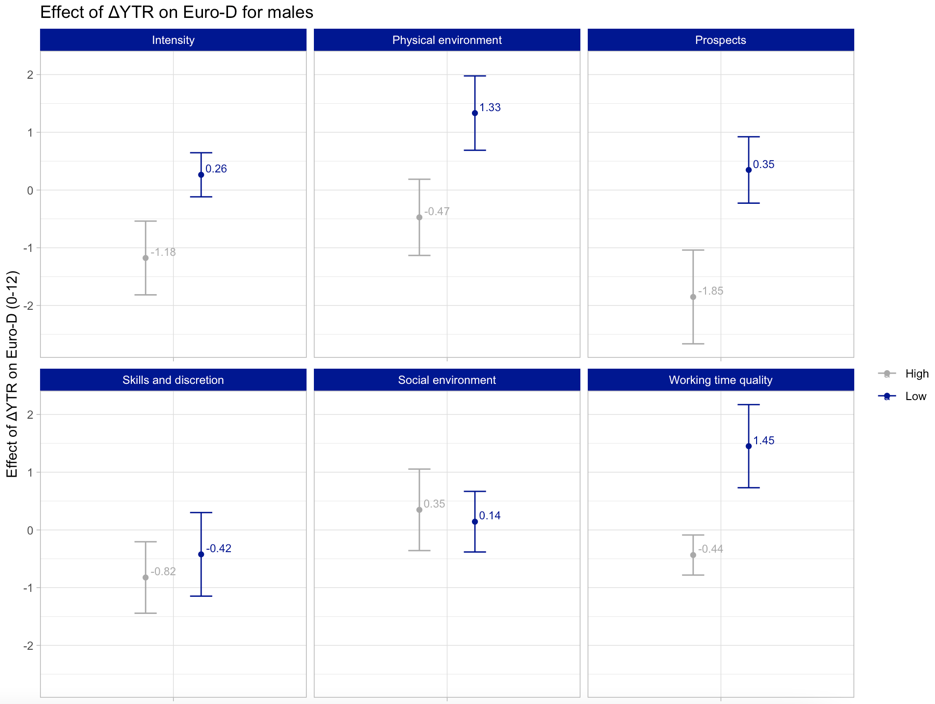 Effect of ΔYTR on Euro-D for males
Intensity
Physical environment
Prospects
2
1
0
-1
-2
0.26
-1.18
1.33
-0.47
0.35
-1.85
Skills and discretion
Social environment
Working time quality
2
1
0
-1
-2
-0.42
-0.82
0.35
0.14
1.45
-0.44
Effect of ΔYTR on Euro-D (0-12)
High
Low